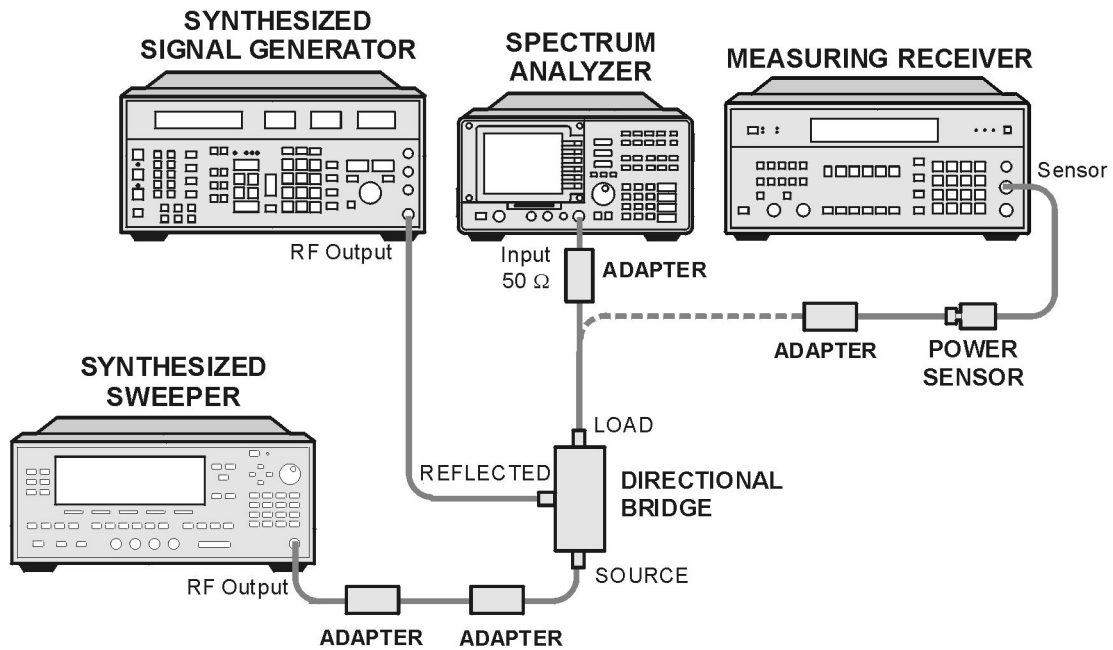 SYNTHESIZED
SIGNAL GENERATOR
SPECTRUM
ANALYZER
MEASURING RECEIVER
Sensor
RF Output
Input
50 Ω
ADAPTER
ADAPTER
POWER
SENSOR
SYNTHESIZED
SWEEPER
LOAD
REFLECTED
DIRECTIONAL
BRIDGE
SOURCE
RF Output
ADAPTER
ADAPTER